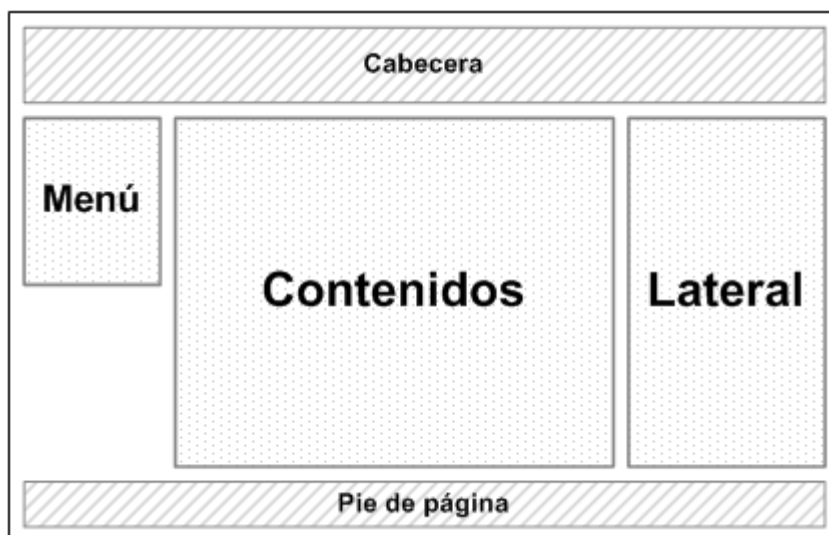 Cabecera
Menú
Contenidos
Lateral
Pie de página